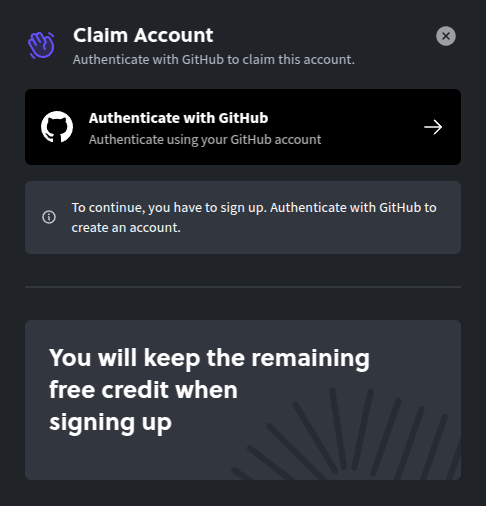 Claim Account
Authenticate with GitHub to claim this account.
Authenticate with GitHub
Authenticate using your GitHub account
To continue, you have to sign up. Authenticate with GitHub to
create an account.
You will keep the remaining
free credit when
signing up